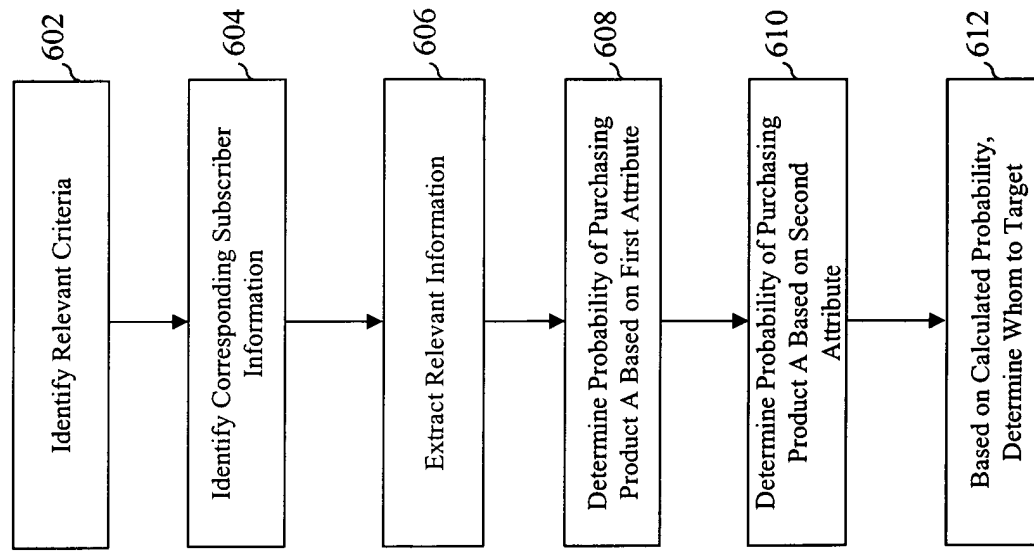 602
Identify Relevant Criteria
604
Identify Corresponding Subscriber
Information
606
Extract Relevant Information
608
Determine Probability of Purchasing
Product A Based on First Attribute
610
Determine Probability of Purchasing
Product A Based on Second
Attribute
612
Based on Calculated Probability,
Determine Whom to Target